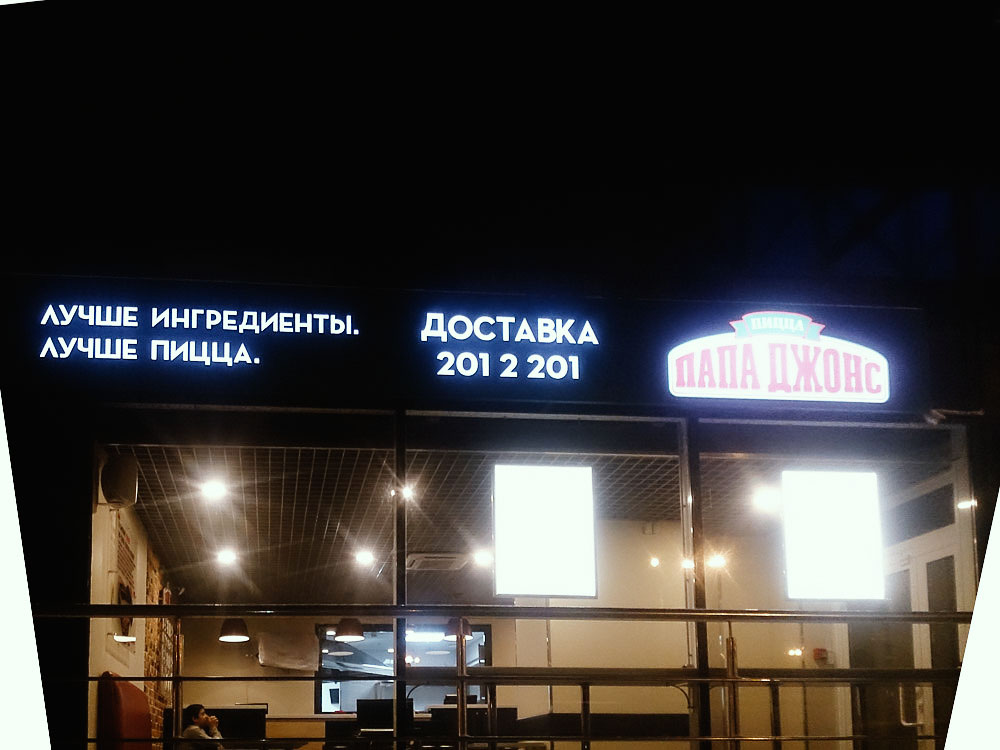 ЛУЧШЕ ИНГРЕДИЕНТЫ.
ЛУЧШЕ ПИЦЦА.
ДОСТАВКА
201 2 201
ПИЦЦА
ПАПА ДЖОНС